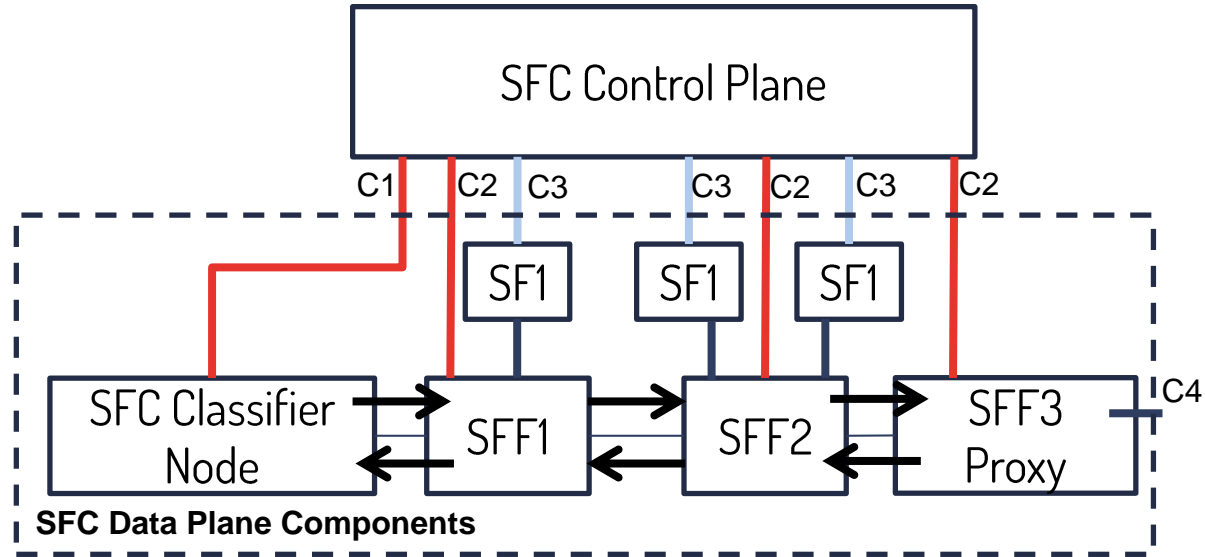 SFC Control Plane
C1
C2
C3
C3
C2
C3
C2
SF1
SF1
SF1
SFC Classifier
Node
SFF1
SFF2
SFF3
Proxy
C4
SFC Data Plane Components